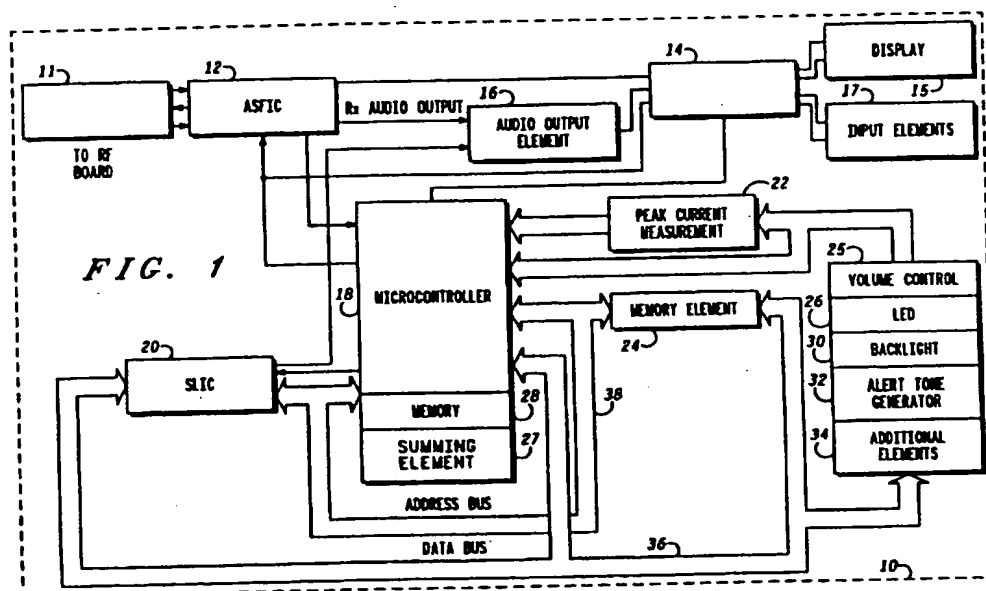 11
12
14
DISPLAY
15
ASFIC
Rx AUDIO OUTPUT
16
17
AUDIO OUTPUT
ELEMENT
INPUT ELEMENTS
TO RF
BOARD
22
PEAK CURRENT
MEASUREMENT
FIG. 1
25
VOLUME CONTROL
18
MICROCONTROLLER
26
LED
MEMORY ELEMENT
24
30
BACKLIGHT
20
SLIC
32
ALERT TONE
GENERATOR
38
MEMORY
28
34
ADDITIONAL
ELEMENTS
SUMMING
ELEMENT
27
ADDRESS BUS
DATA BUS
36
10